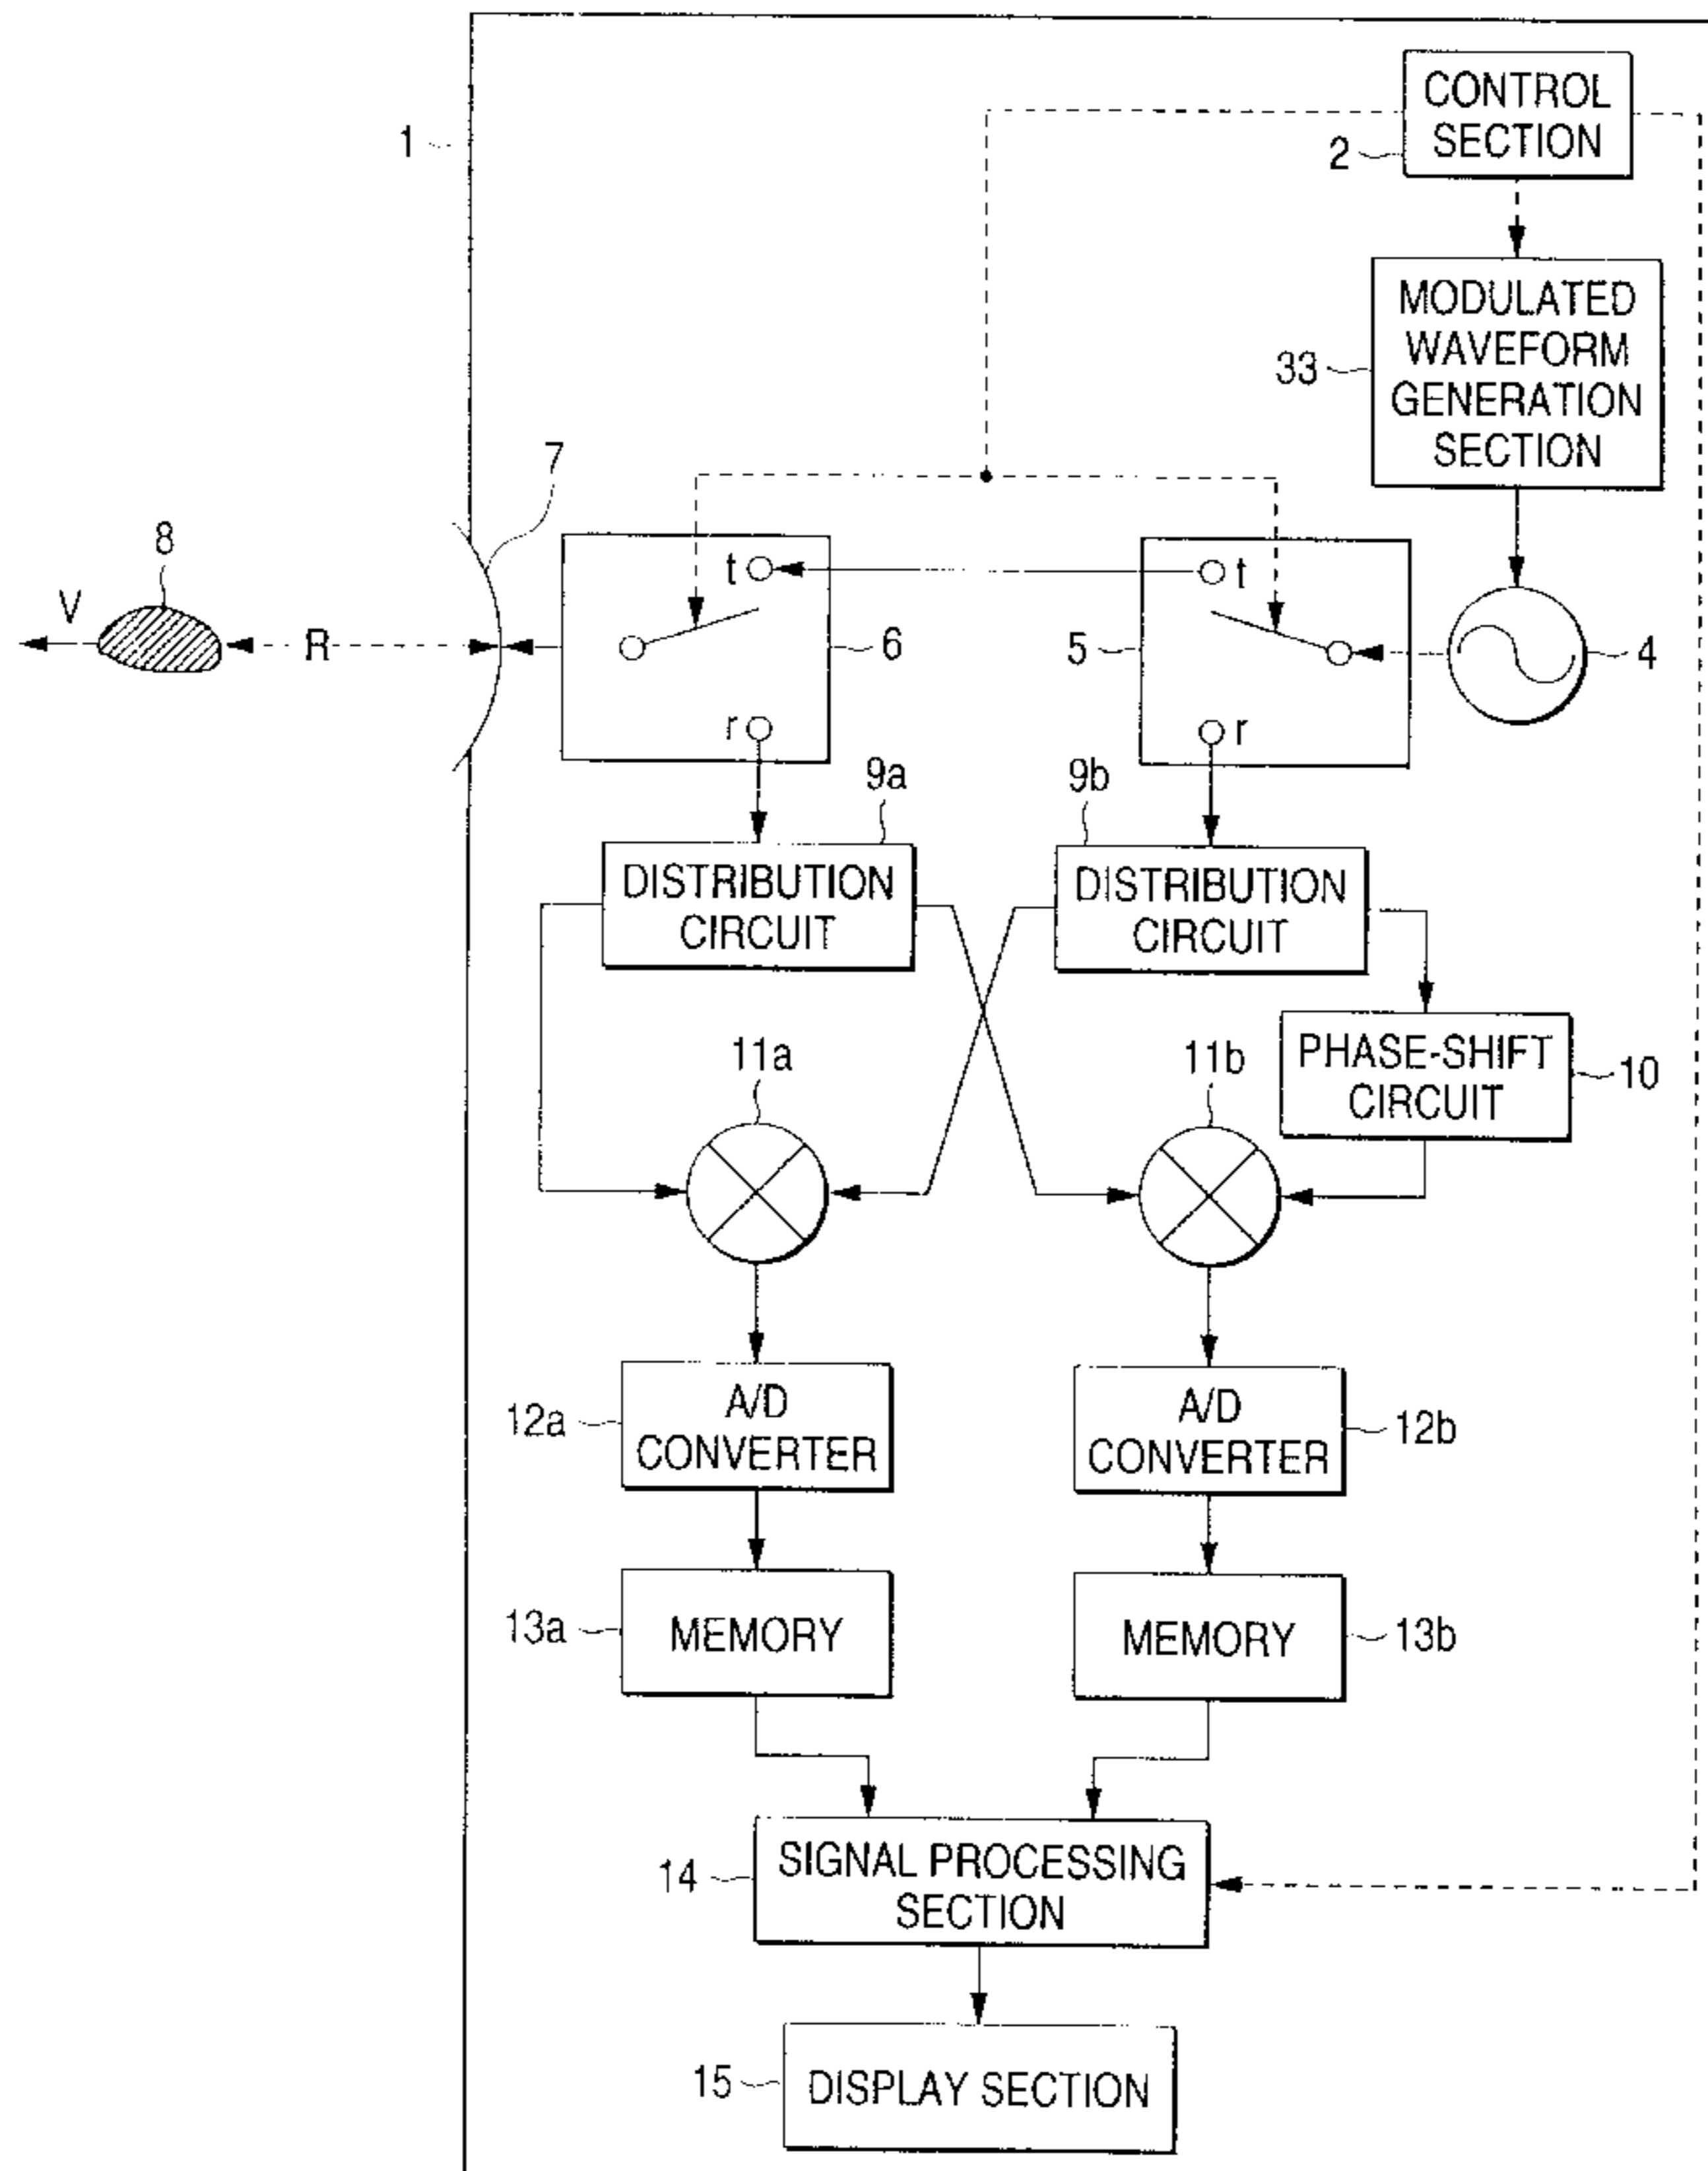 CONTROL
SECTION
1
2
MODULATED
WAVEFORM
GENERATION
SECTION
33
7
8
V
R
t
t
6
5
4
r
r
9a
9b
DISTRIBUTION
CIRCUIT
DISTRIBUTION
CIRCUIT
11a
11b
PHASE-SHIFT
CIRCUIT
10
12a
A/D
CONVERTER
A/D
CONVERTER
12b
13a
MEMORY
MEMORY
13b
14
SIGNAL PROCESSING
SECTION
15
DISPLAY SECTION